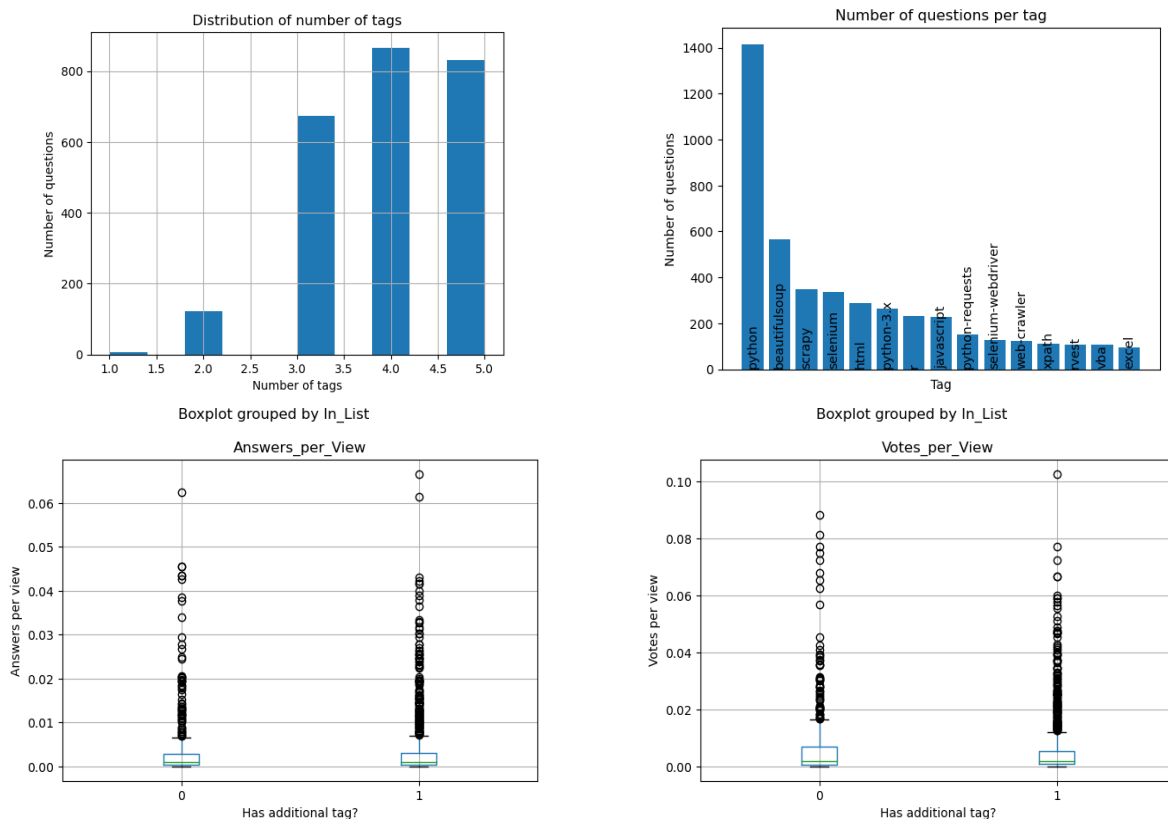 Distribution of number of tags
Number of questions
800
600
400
200
0
1.0 1.5 2.0 2.5 3.0 3.5 4.0 4.5 5.0
Number of tags
Number of questions per tag
Number of questions
1400
1200
1000
800
600
400
200
0
python
beautifulsoup
scrapy
selenium
html
python-3.x
r
javascript
python-requests
selenium-webdriver
web-crawler
xpath
rvest
vba
excel
Tag
Boxplot grouped by In_List
Answers_per_View
Answers per view
0.06
0.05
0.04
0.03
0.02
0.01
0.00
0 1
Has additional tag?
Boxplot grouped by In_List
Votes_per_View
Votes per view
0.10
0.08
0.06
0.04
0.02
0.00
0 1
Has additional tag?